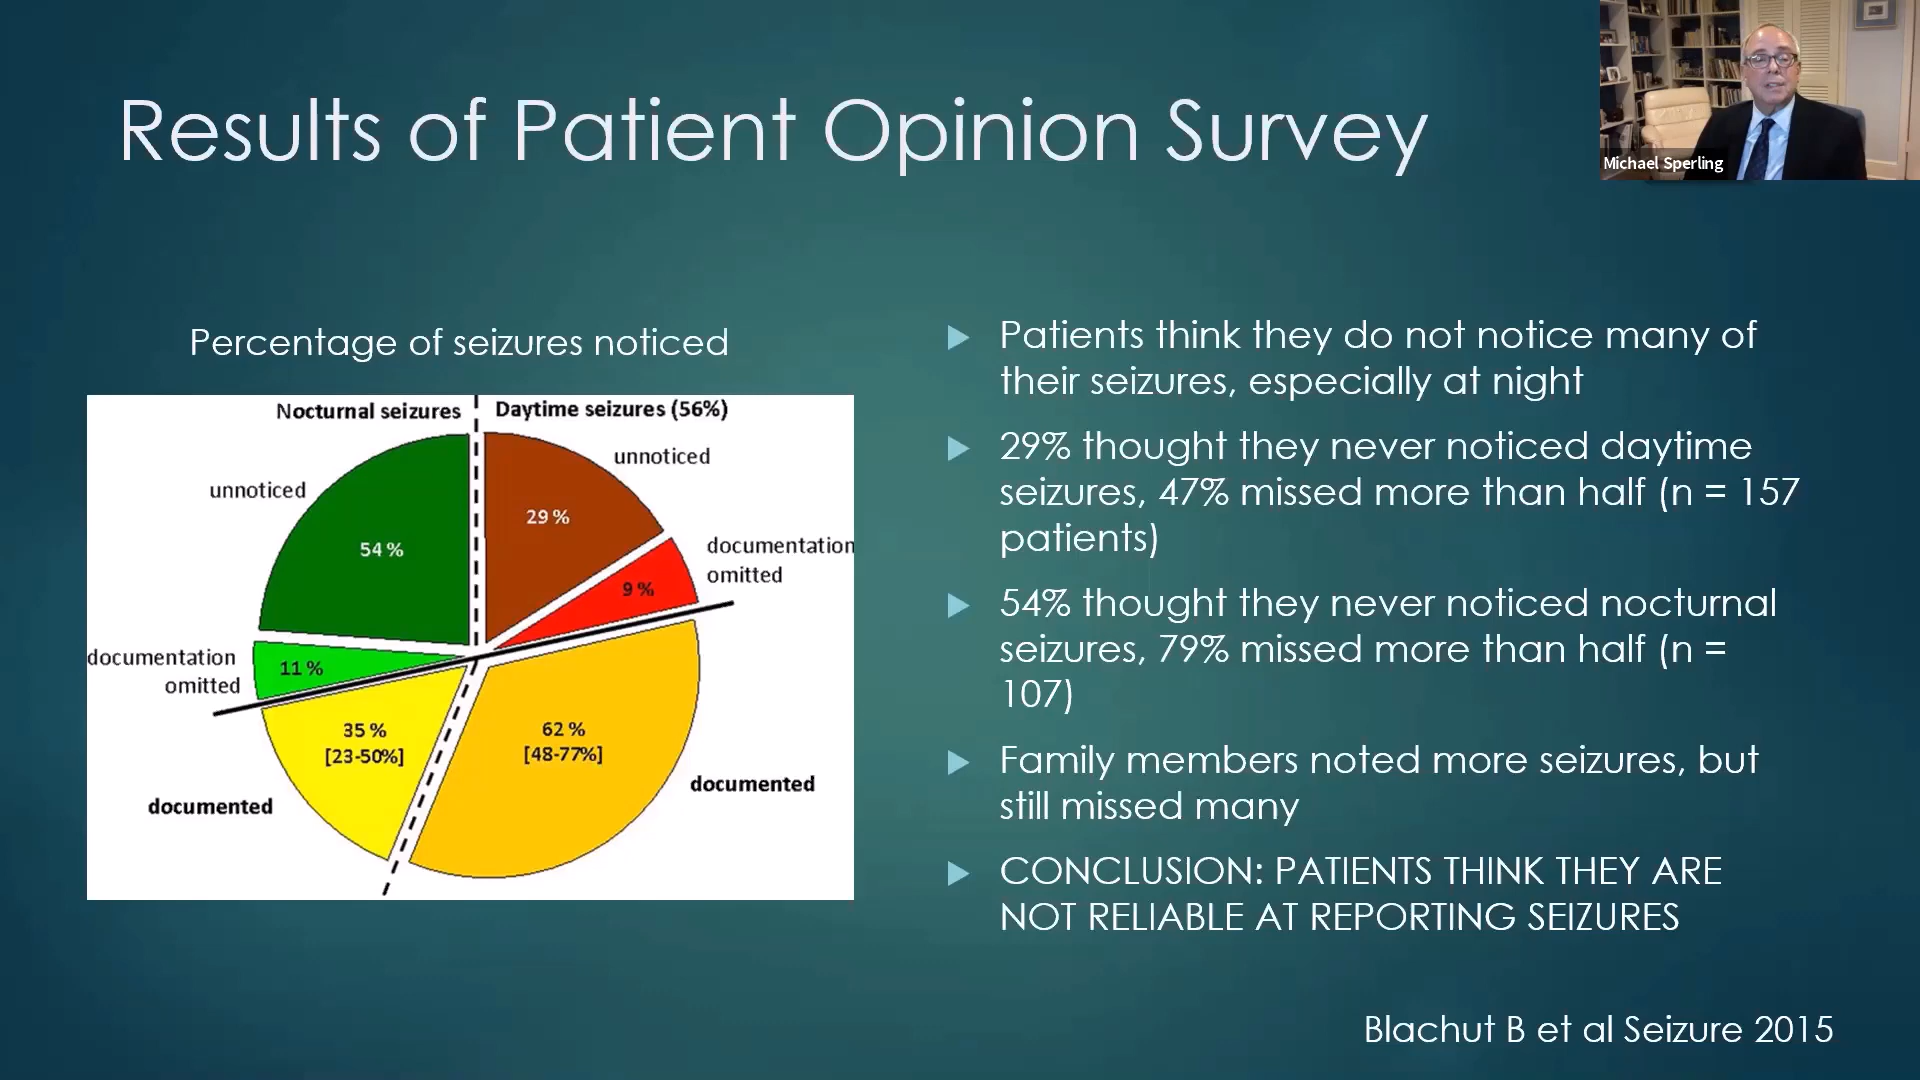 Results of Patient Opinion Survey
Michael Sperling
Percentage of seizures noticed
Nocturnal seizures
Daytime seizures (56%)
unnoticed
unnoticed
29 %
54 %
documentation
omitted
9 %
documentation
omitted
11 %
35 %
[23-50%]
62 %
[48-77%]
documented
documented
Patients think they do not notice many of
their seizures, especially at night
29% thought they never noticed daytime
seizures, 47% missed more than half (n = 157
patients)
54% thought they never noticed nocturnal
seizures, 79% missed more than half (n =
107)
Family members noted more seizures, but
still missed many
CONCLUSION: PATIENTS THINK THEY ARE
NOT RELIABLE AT REPORTING SEIZURES
Blachut B et al Seizure 2015